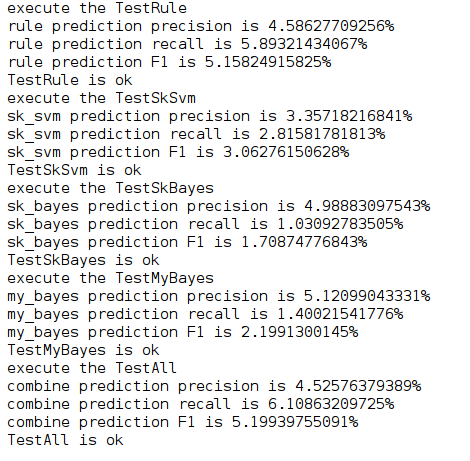 execute the TestRule
rule prediction precision is 4.58627709256%
rule prediction recall is 5.89321434067%
rule prediction F1 is 5.15824915825%
TestRule is ok
execute the TestSkSvm
sk_svm prediction precision is 3.35718216841%
sk_svm prediction recall is 2.81581781813%
sk_svm prediction F1 is 3.06276150628%
TestSkSvm is ok
execute the TestSkBayes
sk_bayes prediction precision is 4.98883097543%
sk_bayes prediction recall is 1.03092783505%
sk_bayes prediction F1 is 1.70874776843%
TestSkBayes is ok
execute the TestMyBayes
my_bayes prediction precision is 5.12099043331%
my_bayes prediction recall is 1.40021541776%
my_bayes prediction F1 is 2.1991300145%
TestMyBayes is ok
execute the TestAll
combine prediction precision is 4.52576379389%
combine prediction recall is 6.10863209725%
combine prediction F1 is 5.19939755091%
TestAll is ok